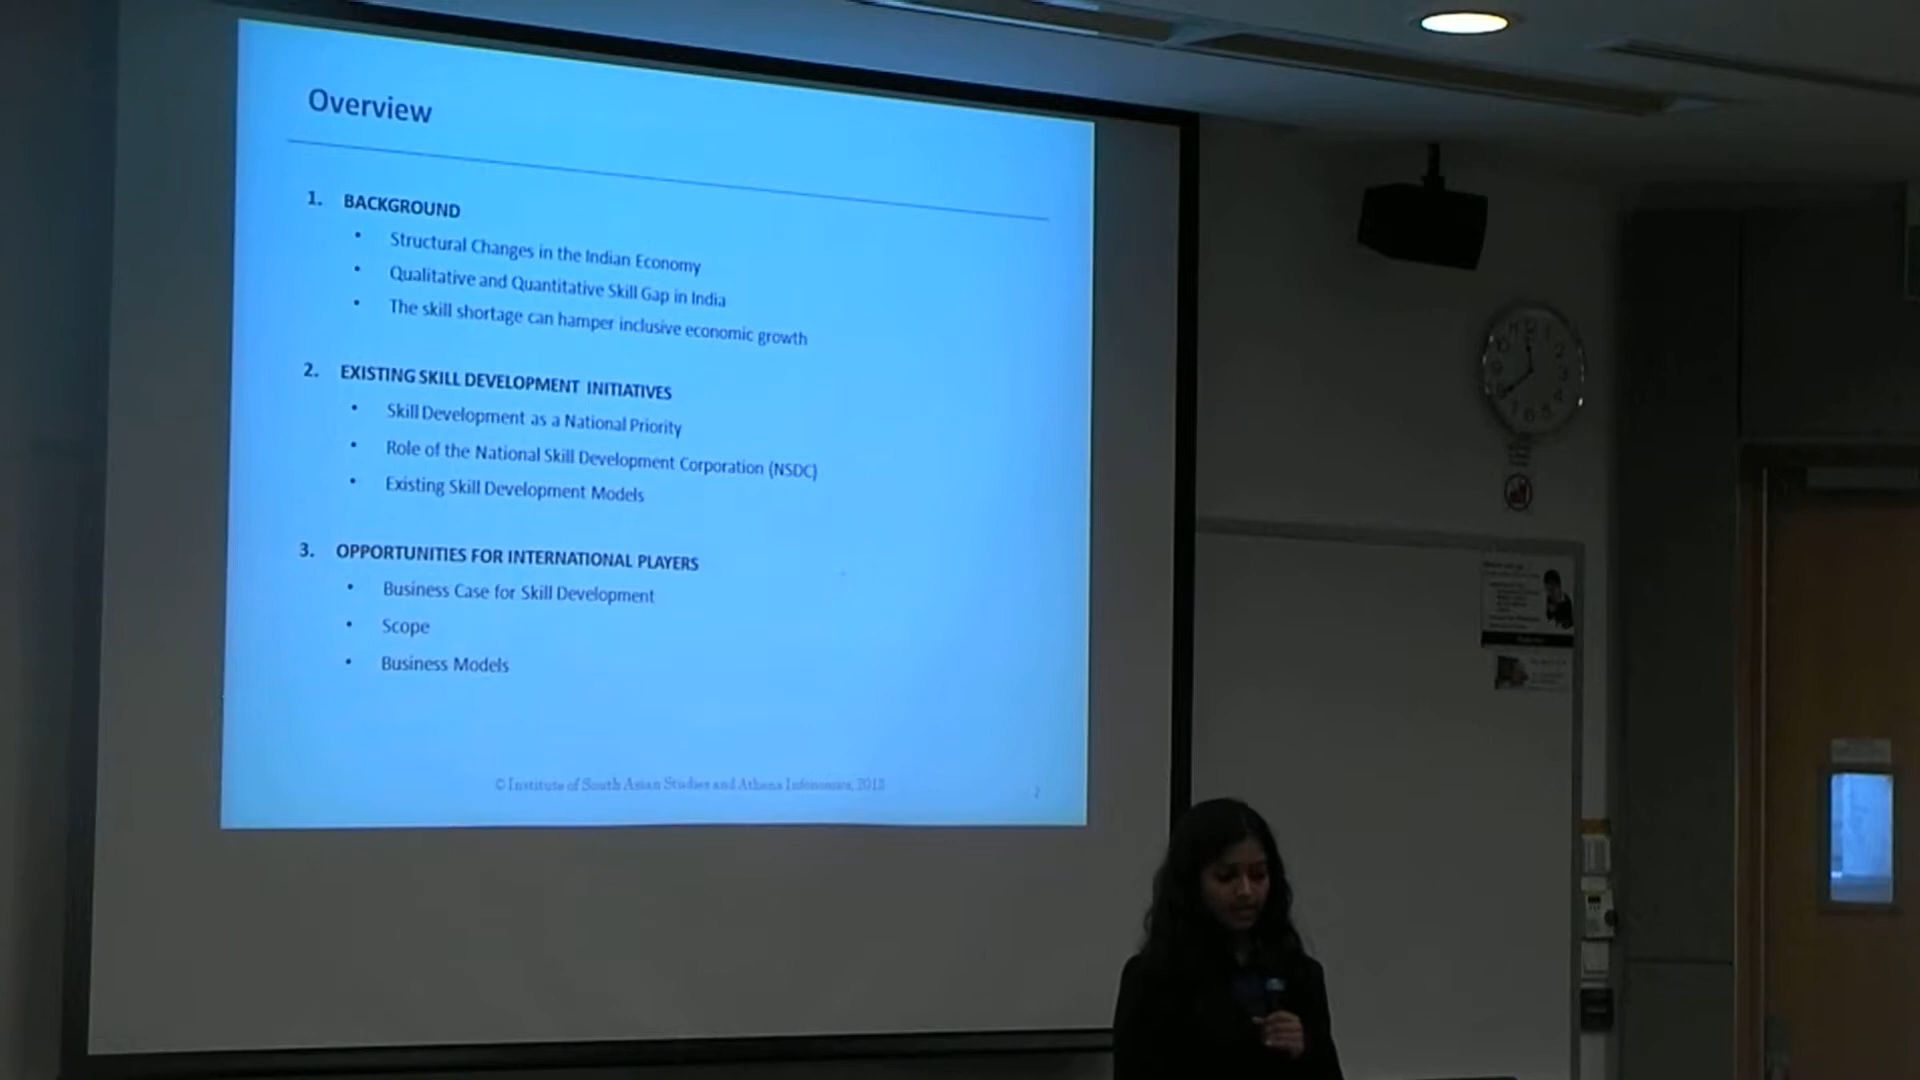 Overview
1. BACKGROUND
• Structural Changes in the Indian Economy
• Qualitative and Quantitative Skill Gap in India
• The skill shortage can hamper inclusive economic growth
2. EXISTING SKILL DEVELOPMENT INITIATIVES
• Skill Development as a National Priority
• Role of the National Skill Development Corporation (NSDC)
• Existing Skill Development Models
3. OPPORTUNITIES FOR INTERNATIONAL PLAYERS
• Business Case for Skill Development
• Scope
• Business Models
© Institute of South Asian Studies and Athena Infonomics, 2013
2